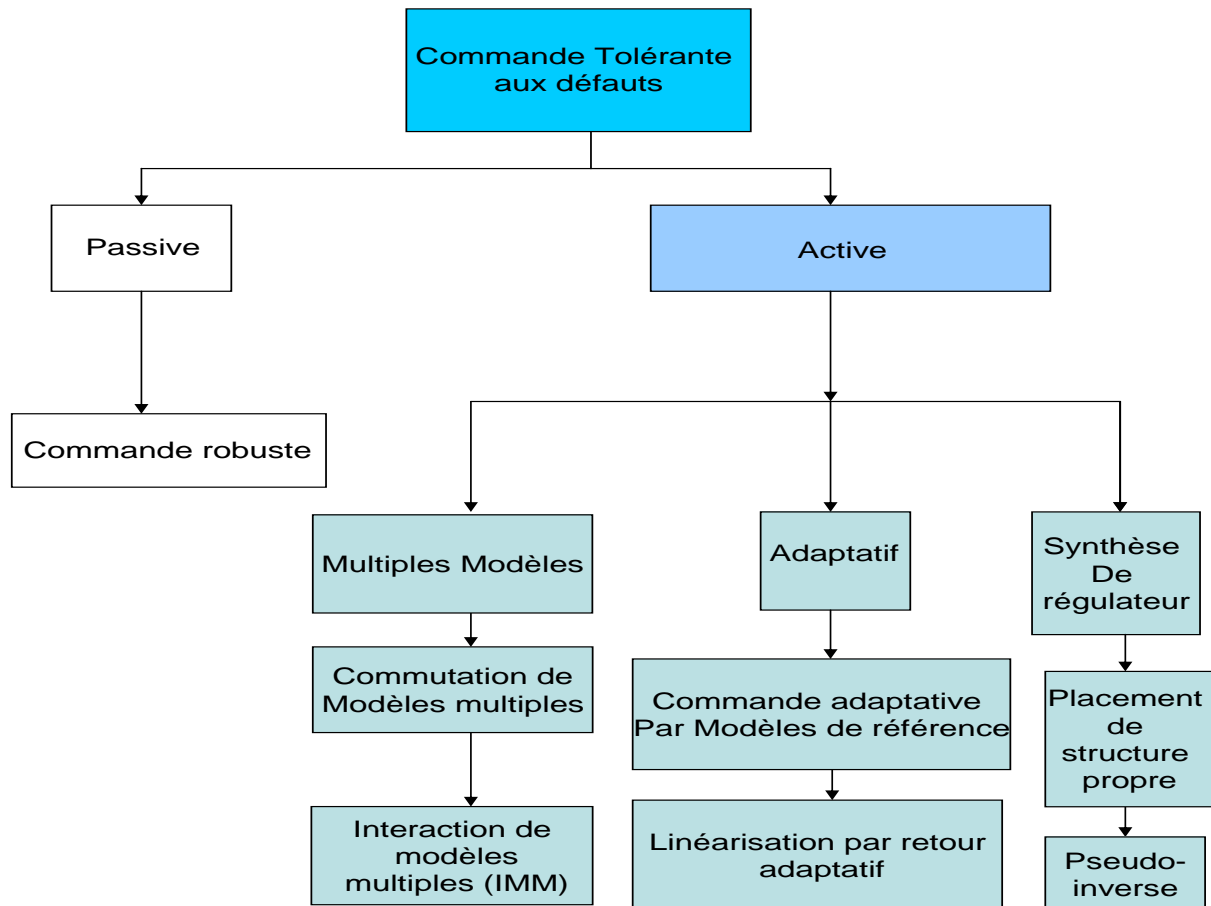 Commande Tolérante
aux défauts
Passive
Active
Commande robuste
Multiples Modèles
Adaptatif
Synthèse
De
régulateur
Commutation de
Modèles multiples
Commande adaptative
Par Modèles de référence
Placement
de
structure
propre
Interaction de
modèles
multiples (IMM)
Linéarisation par retour
adaptatif
Pseudo-
inverse